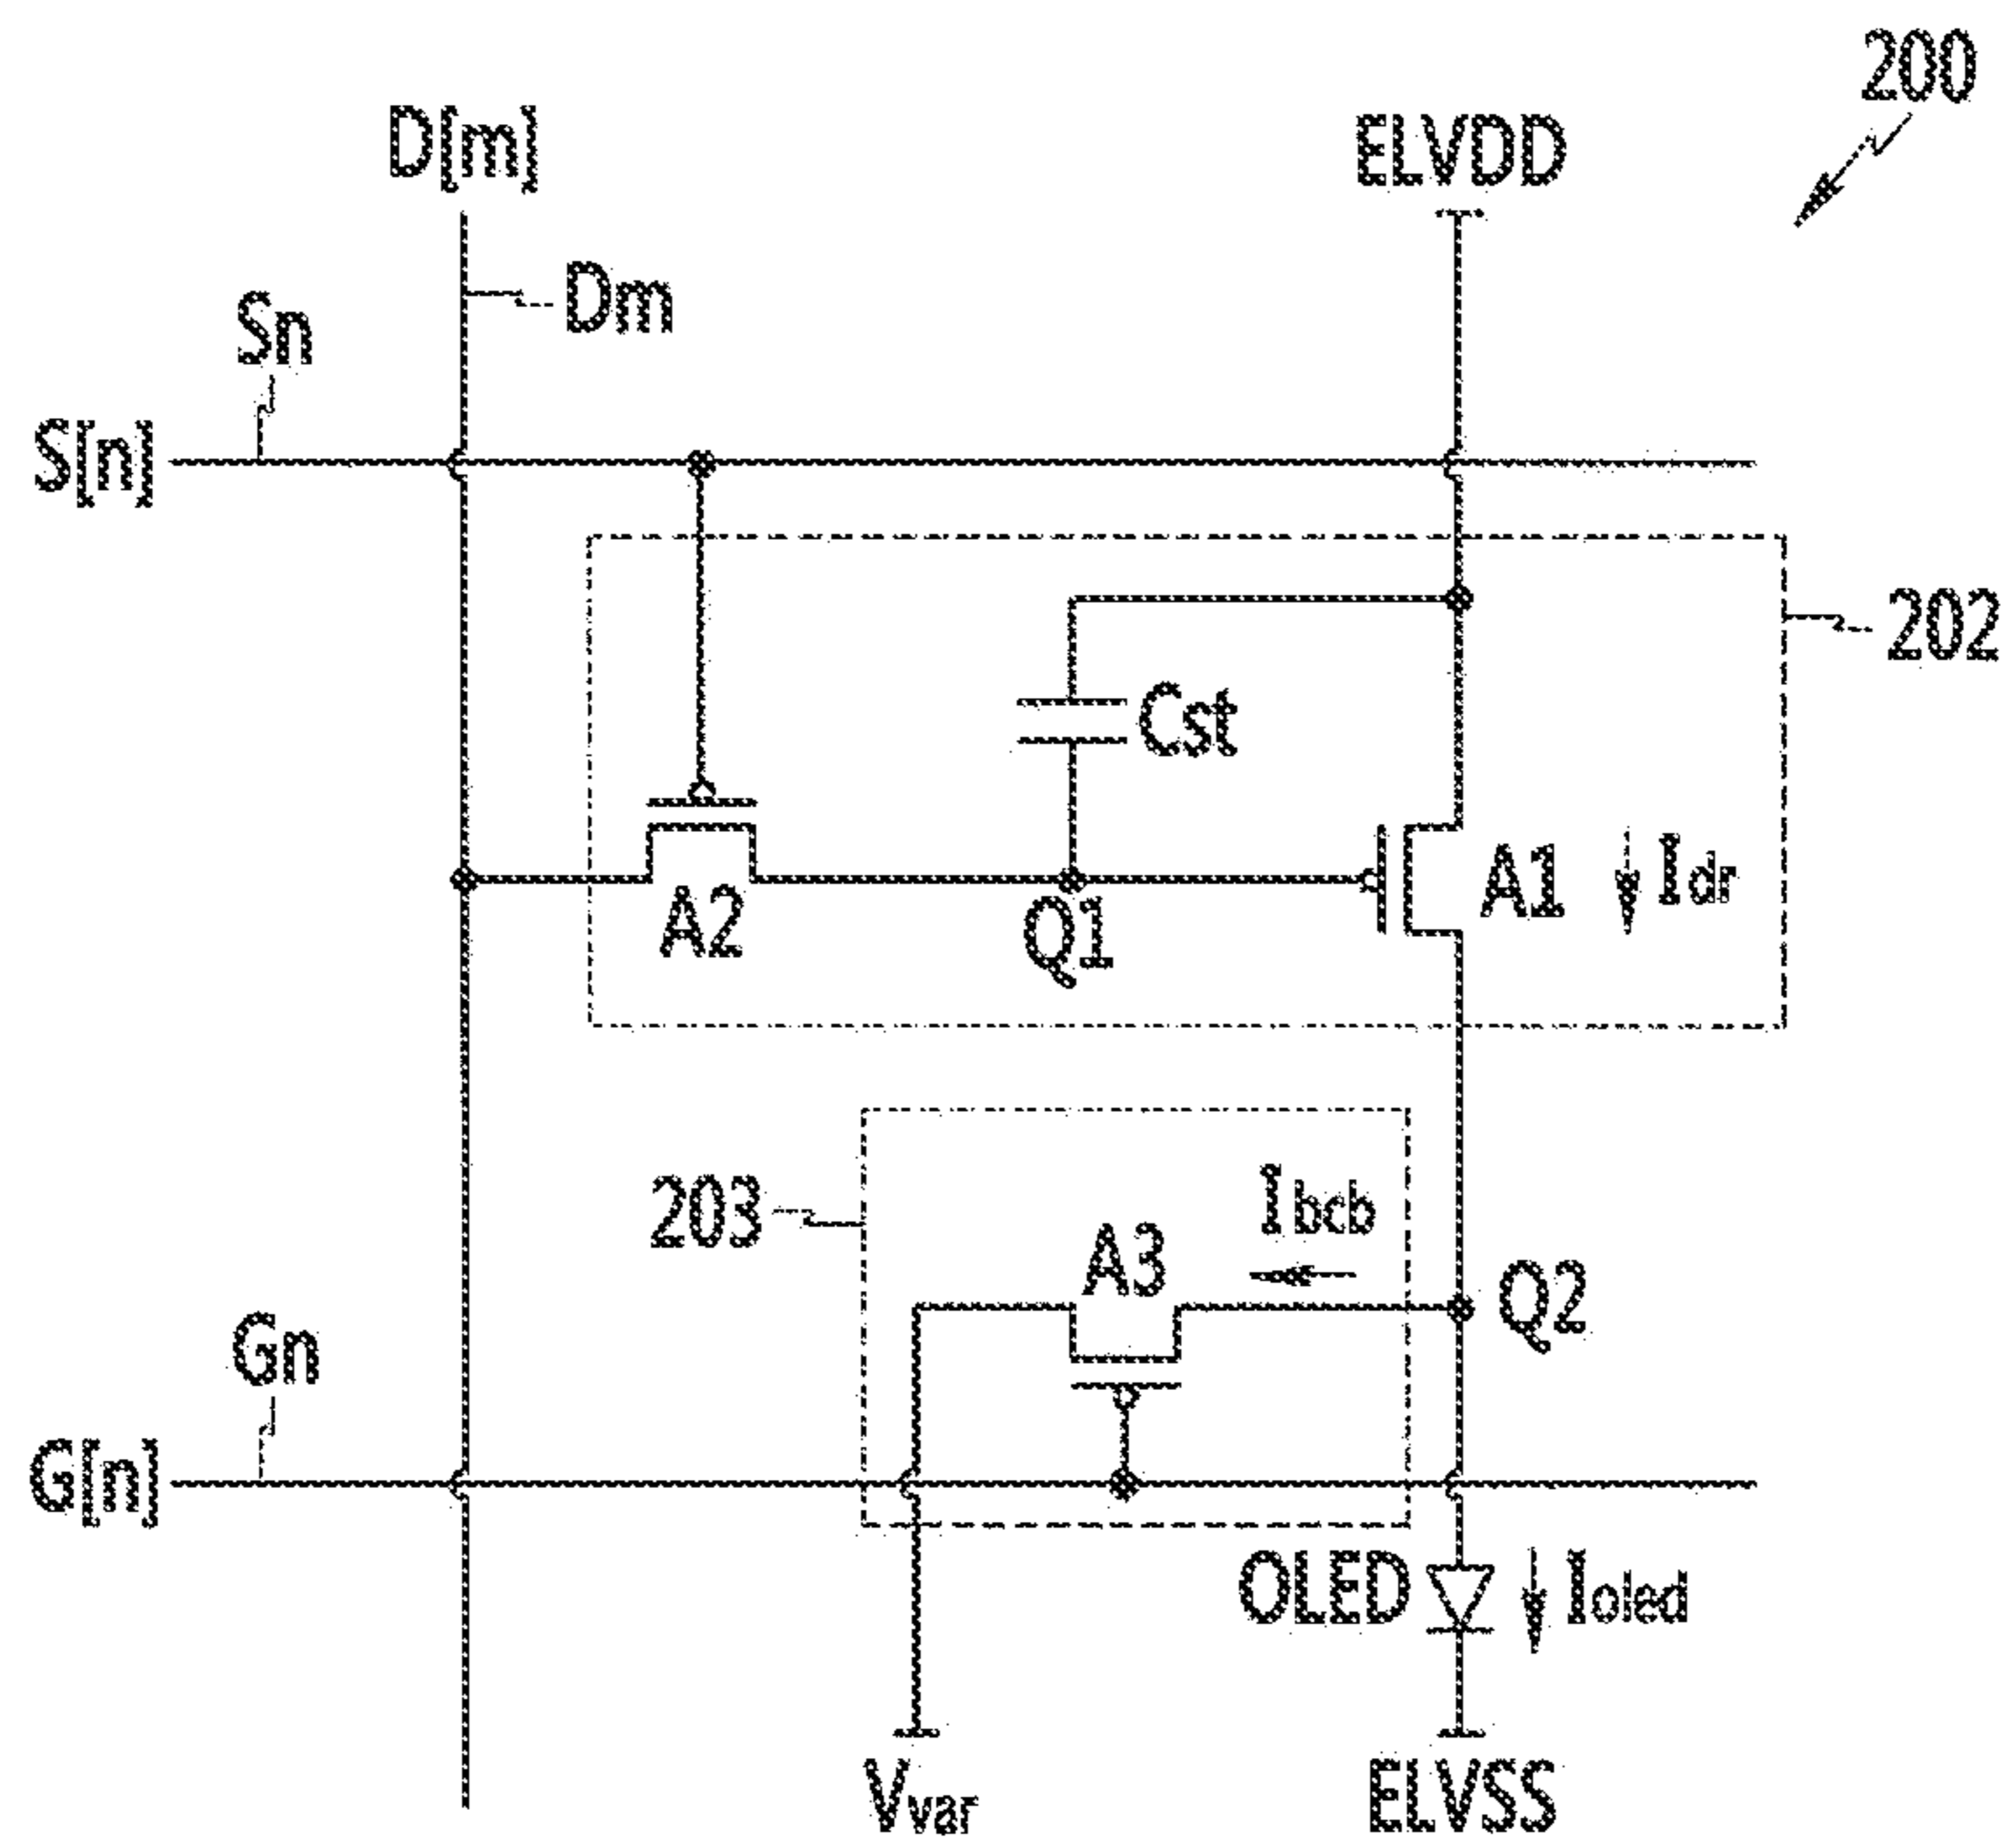 200
D[m]
ELVDD
Dm
Sn
S[n]
202
Cst
A2
Q1
A1
Idr
203
Ibcb
A3
Q2
Gn
G[n]
OLED
Ioled
Vvar
ELVSS